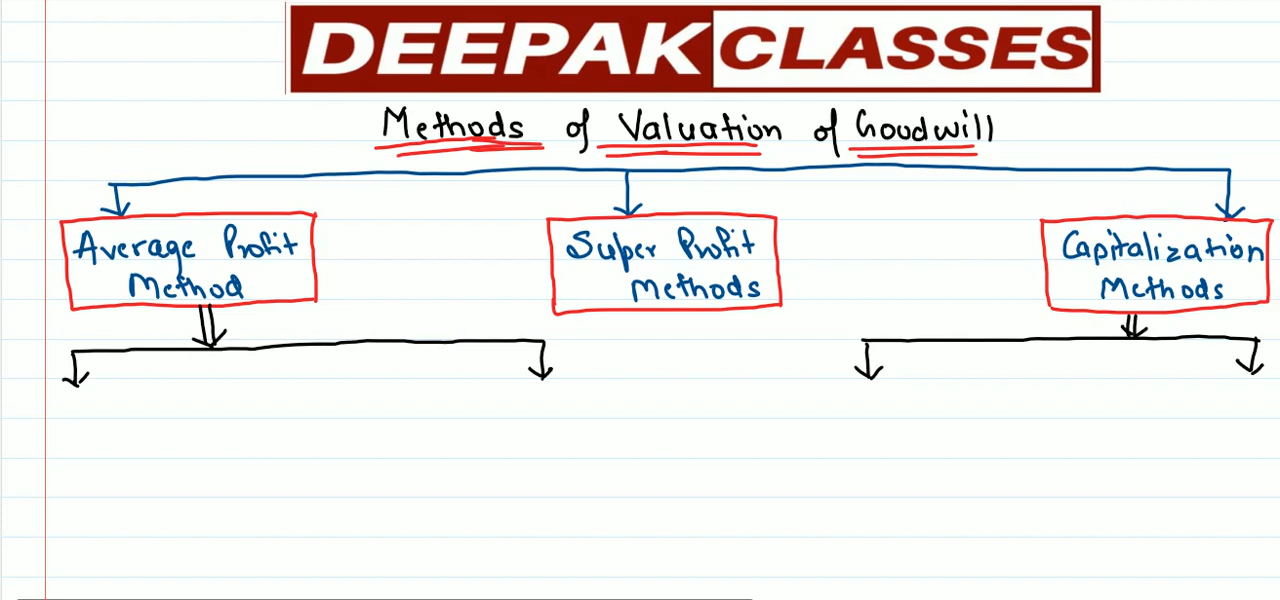 DEEPAK CLASSES
Methods of Valuation of Goodwill
Average Profit
Method
Super Profit
Methods
Capitalization
Methods